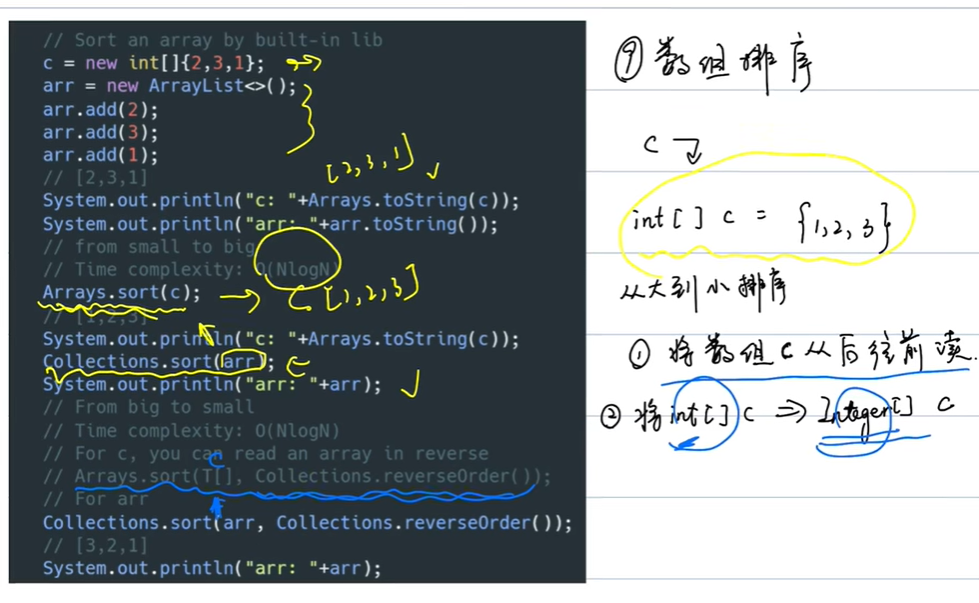 // Sort an array by built-in lib
c = new int[]{2,3,1};
arr = new ArrayList<>();
arr.add(2);
arr.add(3);
arr.add(1);
[2,3,1]
// [2,3,1]
System.out.println("c: "+Arrays.toString(c));
System.out.println("arr: "+arr.toString());
// from small to big
// Time complexity: O(NlogN)
Arrays.sort(c);
C [1,2,3]
// [1,2,3]
System.out.println("c: "+Arrays.toString(c));
Collections.sort(arr);
C
System.out.println("arr: "+arr);
// From big to small
// Time complexity: O(NlogN)
// For c, you can read an array in reverse
C
// Arrays.sort(T[], Collections.reverseOrder());
// For arr
Collections.sort(arr, Collections.reverseOrder());
// [3,2,1]
System.out.println("arr: "+arr);
⑨ 数组排序
C
int[] c = {1,2,3}
从大到小排序
① 将数组C从后往前读.
② 将int[] c ⇒ Integer[] C